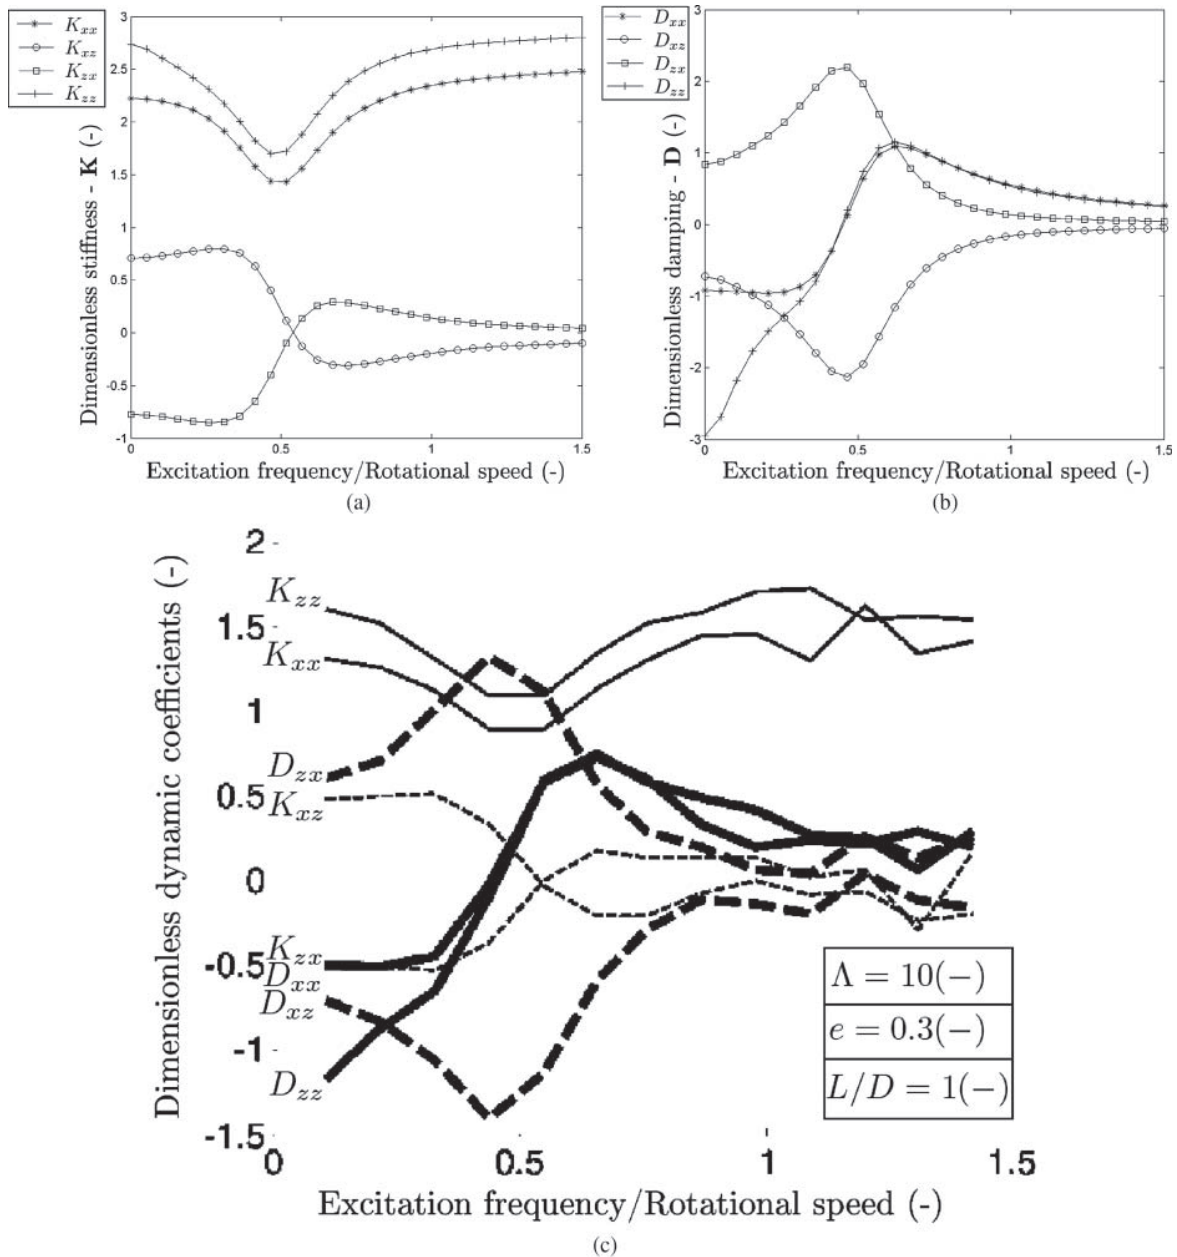 K_xx
K_xz
K_zx
K_zz
Dimensionless stiffness - K (-)
3
2.5
2
1.5
1
0.5
0
-0.5
-1
0
0.5
1
1.5
Excitation frequency/Rotational speed (-)
(a)
D_xx
D_xz
D_zx
D_zz
Dimensionless damping - D (-)
3
2
1
0
-1
-2
-3
0
0.5
1
1.5
Excitation frequency/Rotational speed (-)
(b)
Dimensionless dynamic coefficients (-)
2
1.5
1
0.5
0
-0.5
-1
-1.5
K_zz
K_xx
D_zx
K_xz
K_zx
D_xx
D_xz
D_zz
Λ = 10(−)
e = 0.3(−)
L/D = 1(−)
0
0.5
1
1.5
Excitation frequency/Rotational speed (-)
(c)